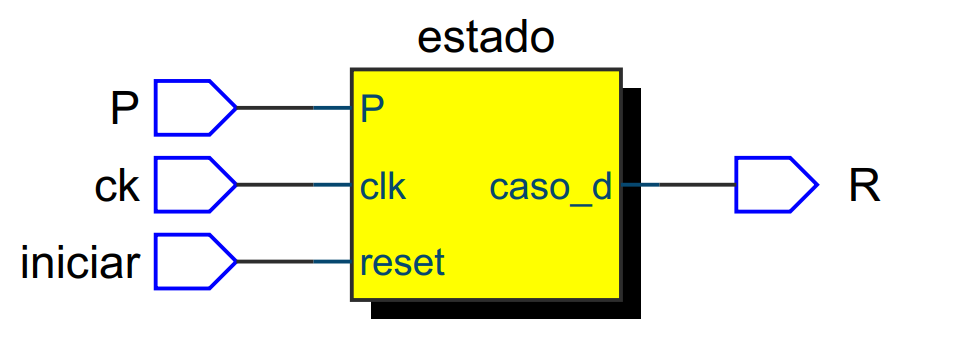 estado
P
P
ck
clk
caso_d
R
iniciar
reset